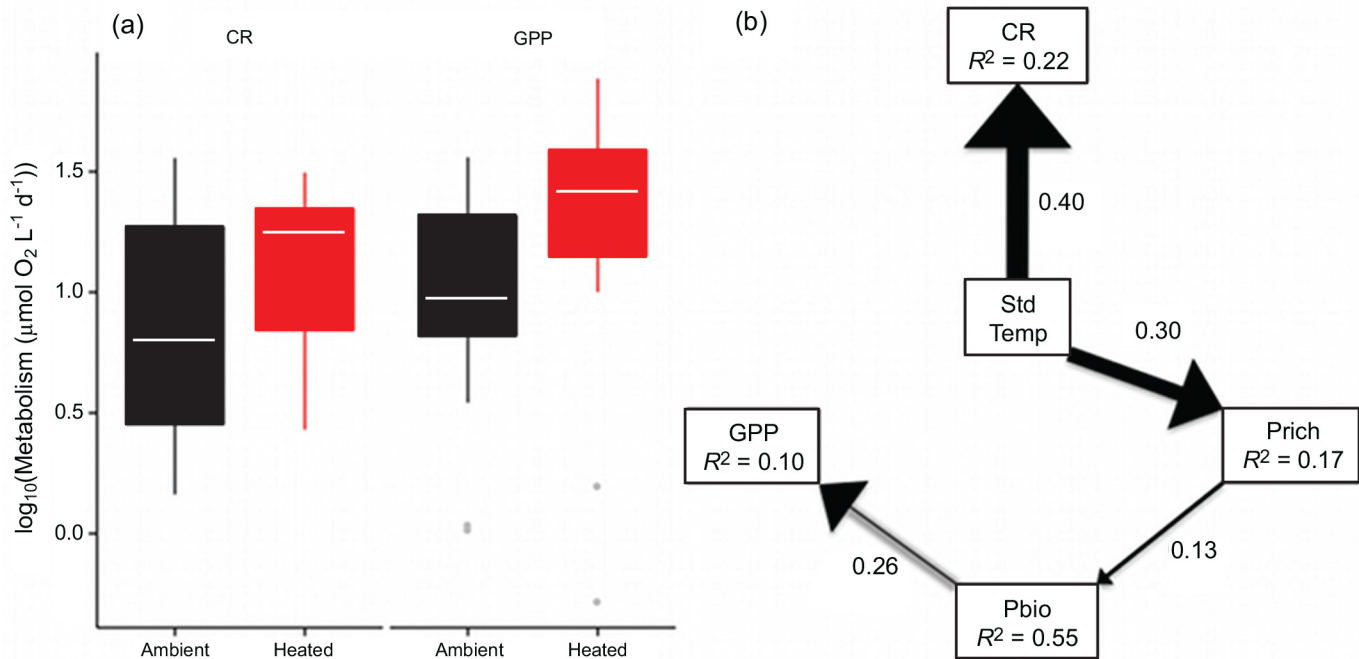 (a)
CR
GPP
log₁₀(Metabolism (μmol O₂ L⁻¹ d⁻¹))
1.5
1.0
0.5
0.0
Ambient
Heated
Ambient
Heated
(b)
CR
R² = 0.22
0.40
Std
Temp
0.30
GPP
R² = 0.10
Prich
R² = 0.17
0.26
0.13
Pbio
R² = 0.55